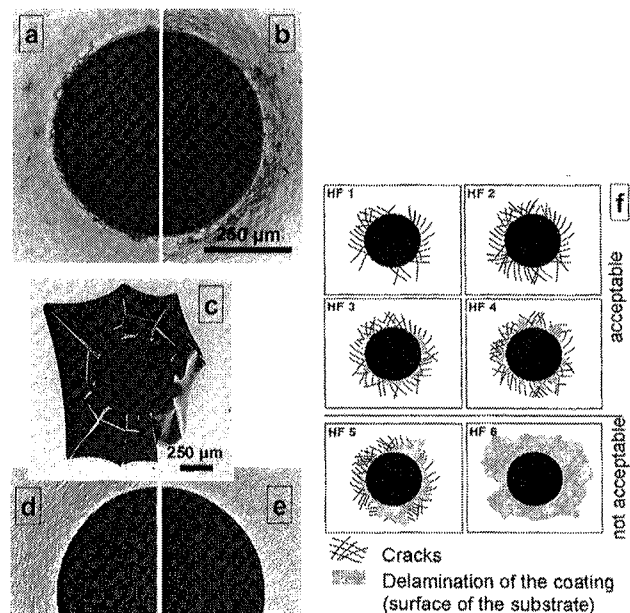 a
b
250 µm
c
250 µm
d
e
f
HF 1
HF 2
HF 3
HF 4
acceptable
HF 5
HF 6
not acceptable
Cracks
Delamination of the coating
(surface of the substrate)